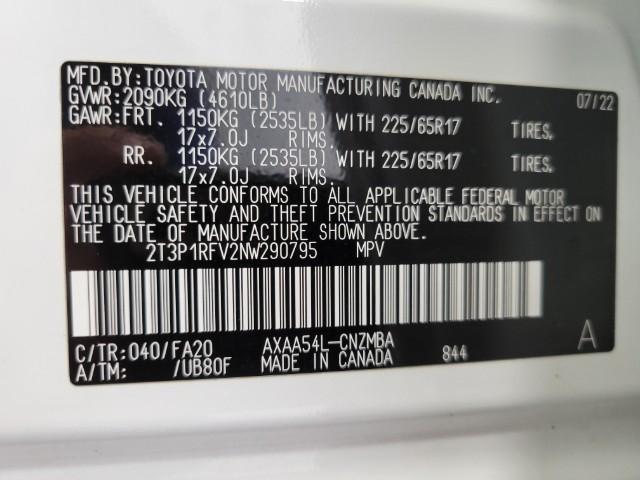 MFD.BY:TOYOTA MOTOR MANUFACTURING CANADA INC.
GVWR:2090KG (4610LB) 07/22
GAWR:FRT. 1150KG (2535LB) WITH 225/65R17 TIRES,
17x7.0J RIMS.
RR. 1150KG (2535LB) WITH 225/65R17 TIRES,
17x7.0J RIMS.
THIS VEHICLE CONFORMS TO ALL APPLICABLE FEDERAL MOTOR
VEHICLE SAFETY AND THEFT PREVENTION STANDARDS IN EFFECT ON
THE DATE OF MANUFACTURE SHOWN ABOVE.
2T3P1RFV2NW290795 MPV
C/TR:040/FA20 AXAA54L-CNZMBA A
A/TM: /UB80F MADE IN CANADA 844